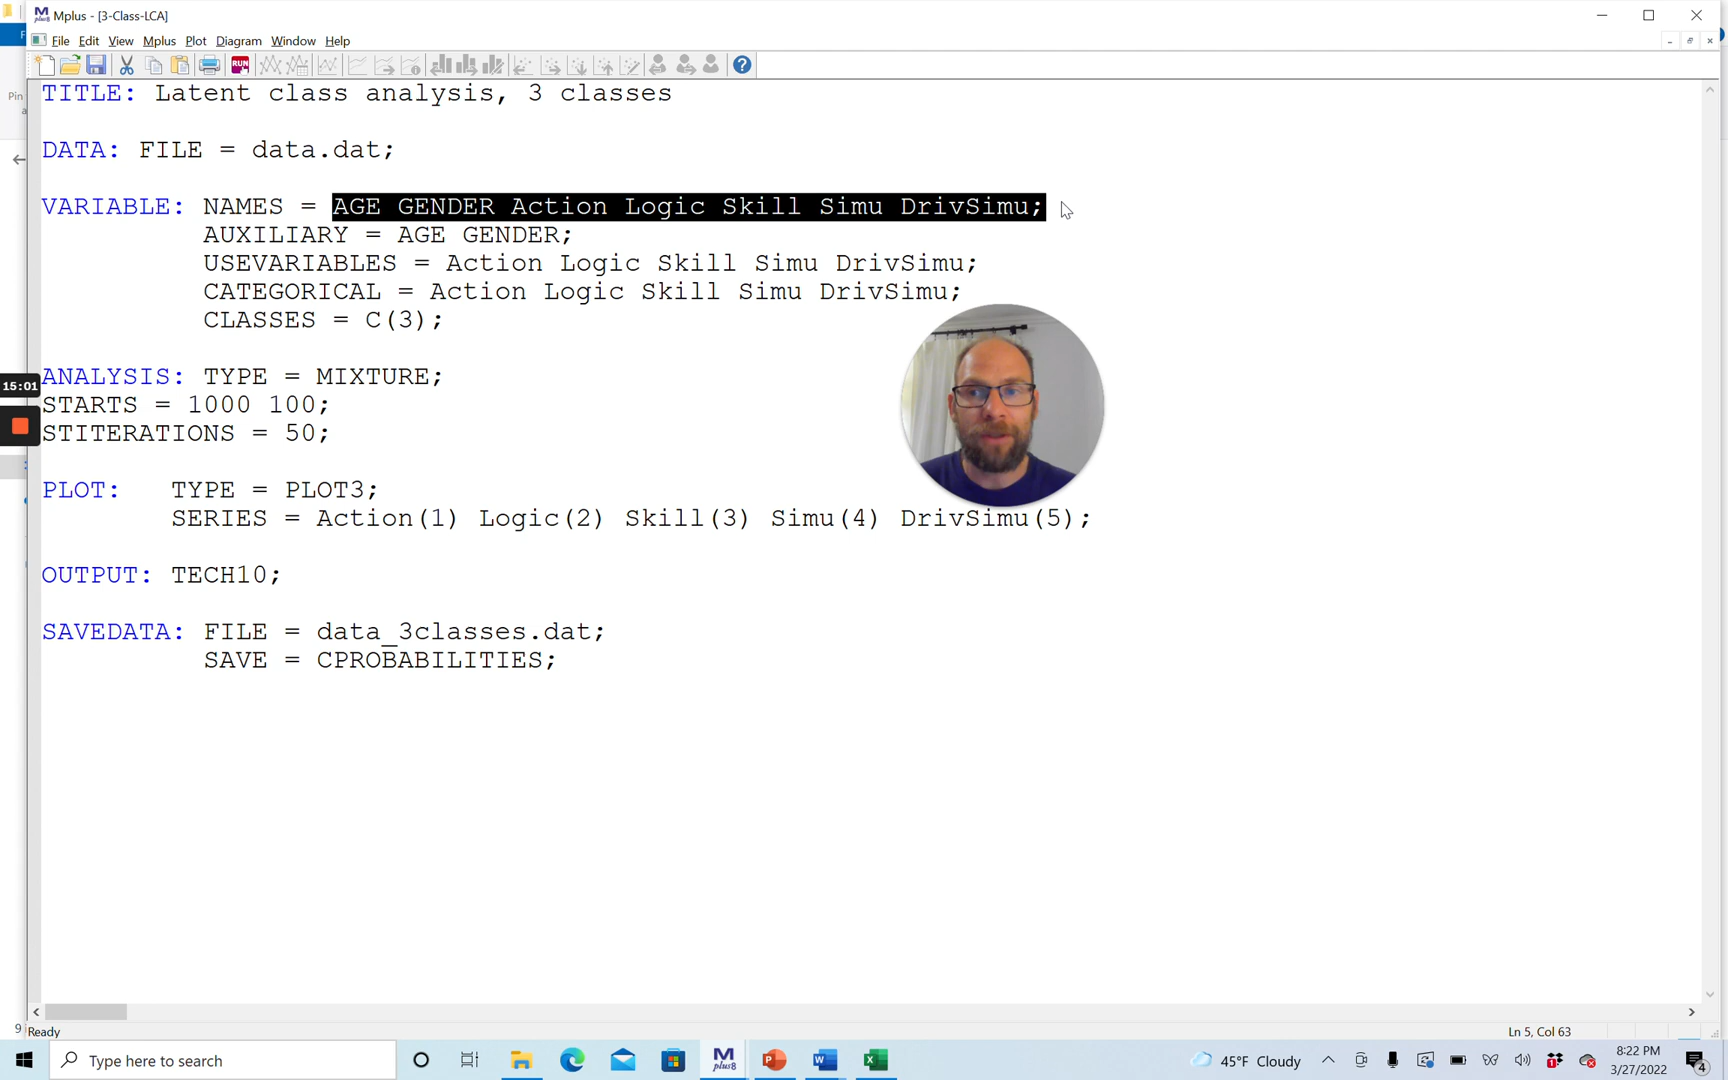 Mplus - [3-Class-LCA]
File Edit View Mplus Plot Diagram Window Help
RUN
TITLE: Latent class analysis, 3 classes
DATA: FILE = data.dat;
VARIABLE: NAMES = AGE GENDER Action Logic Skill Simu DrivSimu;
AUXILIARY = AGE GENDER;
USEVARIABLES = Action Logic Skill Simu DrivSimu;
CATEGORICAL = Action Logic Skill Simu DrivSimu;
CLASSES = C(3);
ANALYSIS: TYPE = MIXTURE;
15:01
STARTS = 1000 100;
STITERATIONS = 50;
PLOT: TYPE = PLOT3;
SERIES = Action(1) Logic(2) Skill(3) Simu(4) DrivSimu(5);
OUTPUT: TECH10;
SAVEDATA: FILE = data_3classes.dat;
SAVE = CPROBABILITIES;
Ready
Ln 5, Col 63
Type here to search
45°F Cloudy
8:22 PM
3/27/2022
4